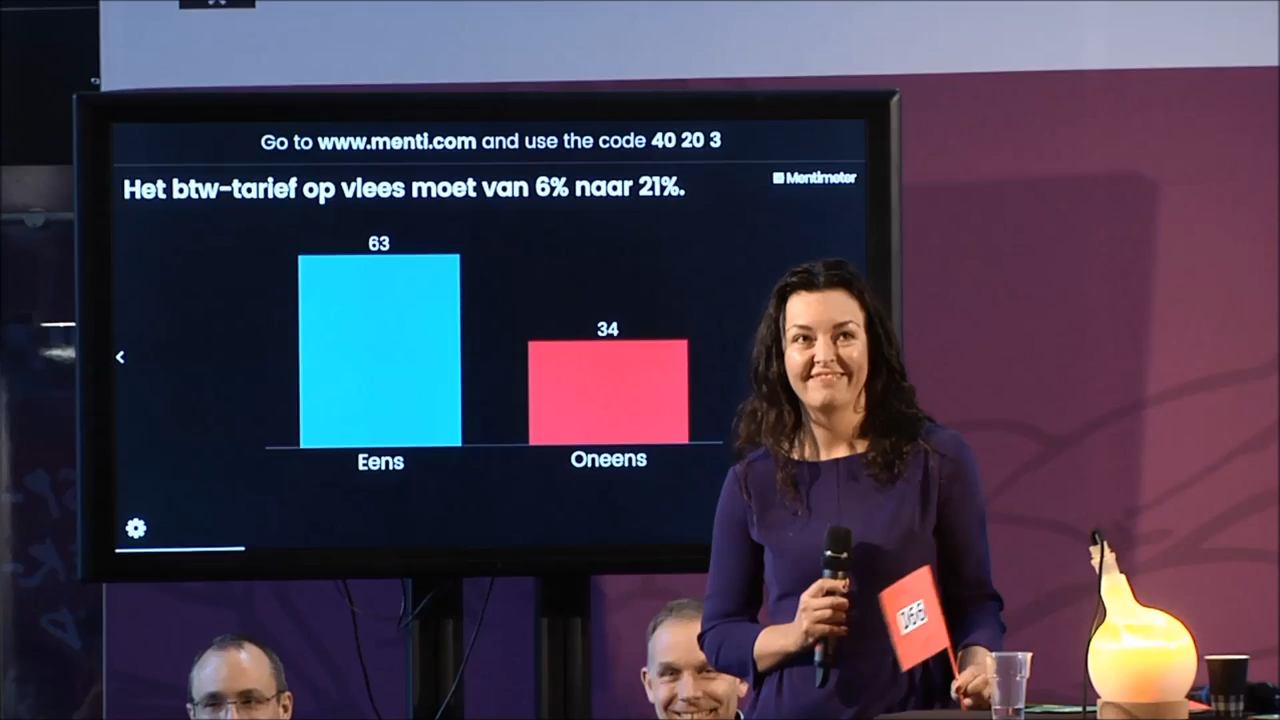 Go to www.menti.com and use the code 40 20 3
Het btw-tarief op vlees moet van 6% naar 21%.
Mentimeter
63
34
Eens
Oneens